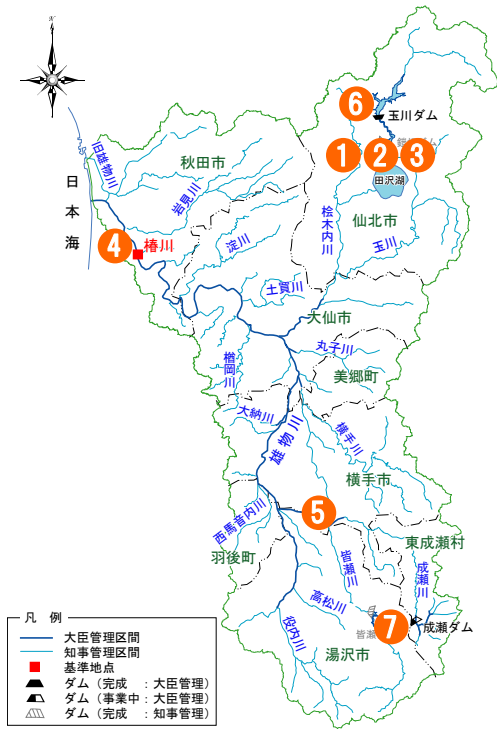 6
玉川ダム
1
2
3
旧雄物川
秋田市
田沢湖
日本海
岩見川
仙北市
4
椿川
淀川
桧木内川
玉川
土買川
大仙市
丸子川
楢岡川
美郷町
大納川
雄物川
横手川
横手市
5
西馬音内川
東成瀬村
羽後町
皆瀬川
成瀬川
高松川
役内川
7
成瀬ダム
皆瀬
湯沢市
凡 例
大臣管理区間
知事管理区間
基準地点
ダム（完成 ：大臣管理）
ダム（事業中：大臣管理）
ダム（完成 ：知事管理）